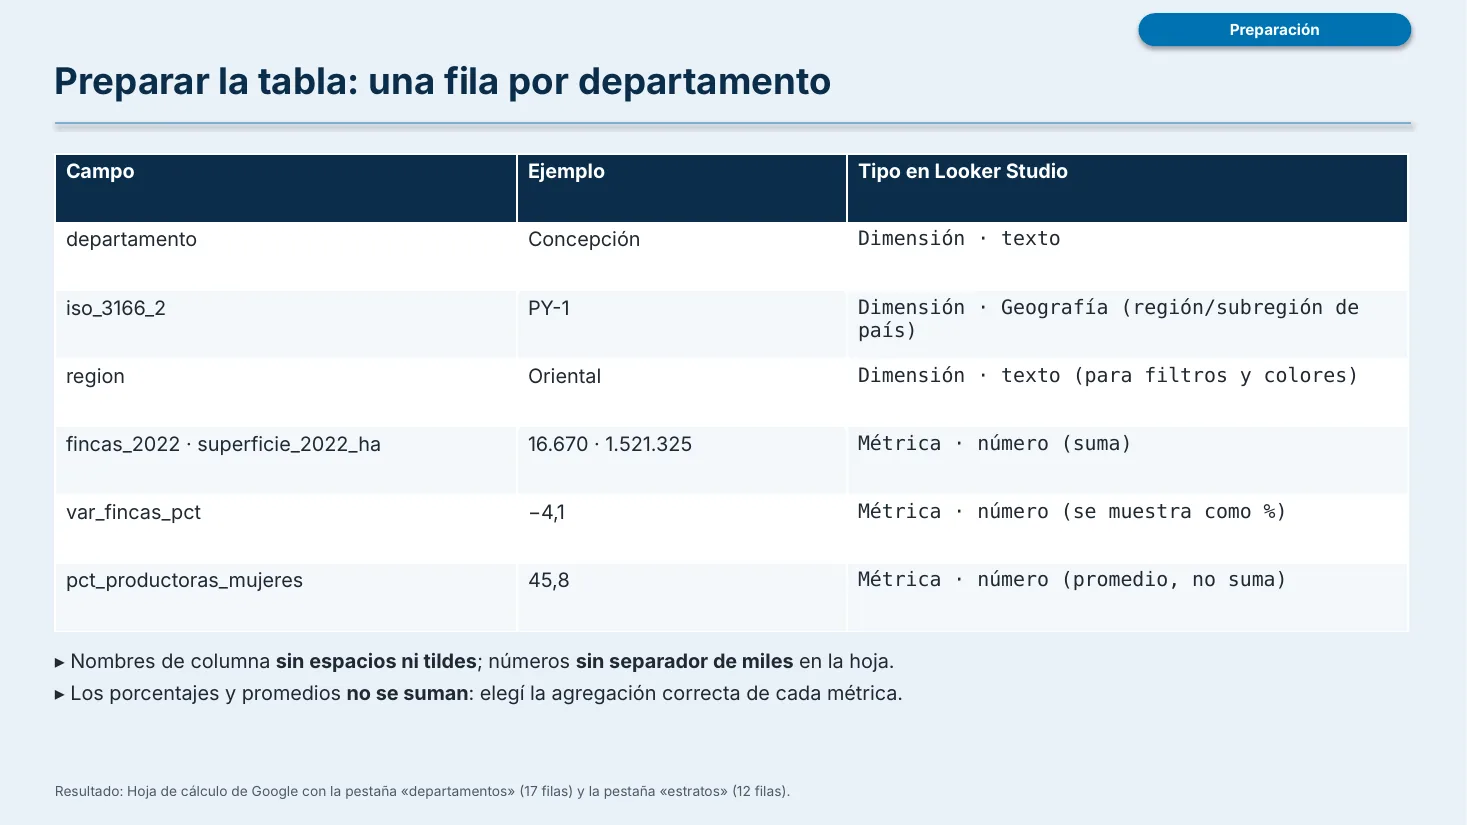 Preparación
Preparar la tabla: una fila por departamento
Campo
Ejemplo
Tipo en Looker Studio
departamento
Concepción
Dimensión · texto
iso_3166_2
PY-1
Dimensión · Geografía (región/subregión de
país)
region
Oriental
Dimensión · texto (para filtros y colores)
fincas_2022 · superficie_2022_ha
16.670 · 1.521.325
Métrica · número (suma)
var_fincas_pct
−4,1
Métrica · número (se muestra como %)
pct_productoras_mujeres
45,8
Métrica · número (promedio, no suma)
▸ Nombres de columna sin espacios ni tildes; números sin separador de miles en la hoja.
▸ Los porcentajes y promedios no se suman: elegí la agregación correcta de cada métrica.
Resultado: Hoja de cálculo de Google con la pestaña «departamentos» (17 filas) y la pestaña «estratos» (12 filas).